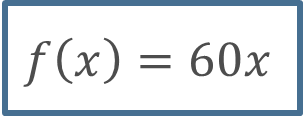 f(x) = 60x